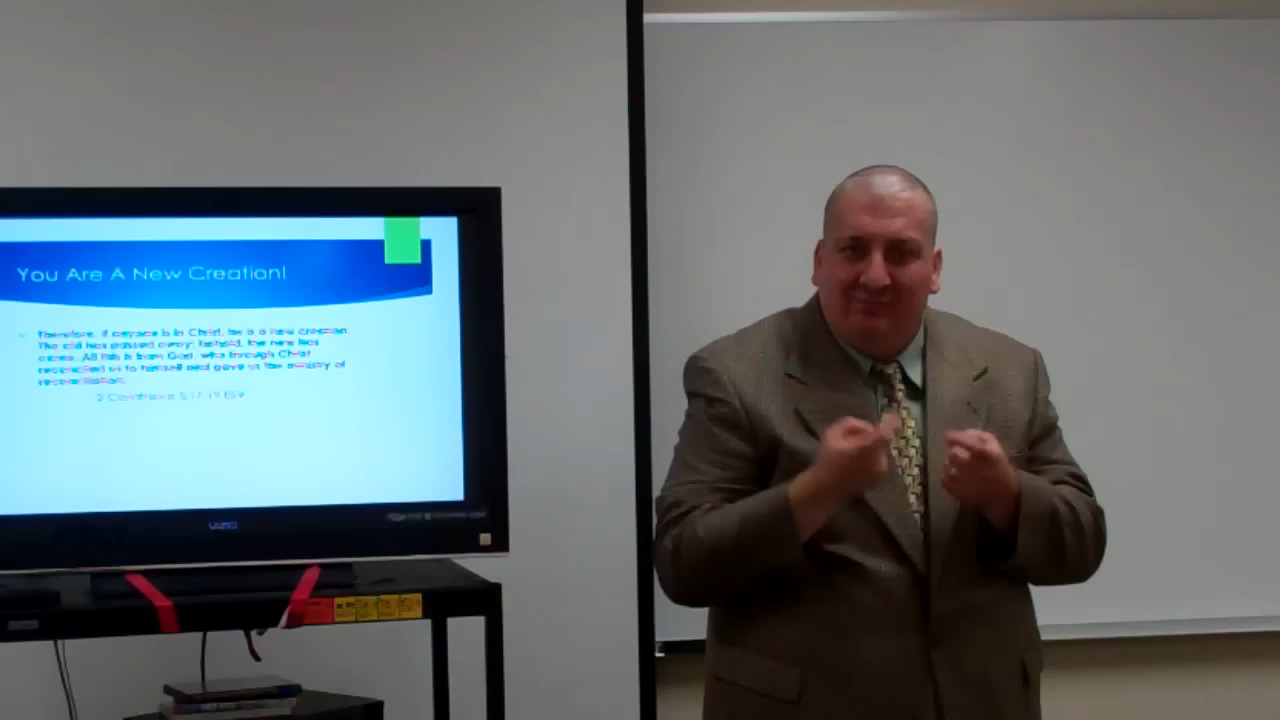 You Are A New Creation!
Therefore, if anyone is in Christ, he is a new creation.
The old has passed away; behold, the new has
come. All this is from God, who through Christ
reconciled us to himself and gave us the ministry of
reconciliation.
2 Corinthians 5:17-19 ESV
VIZIO